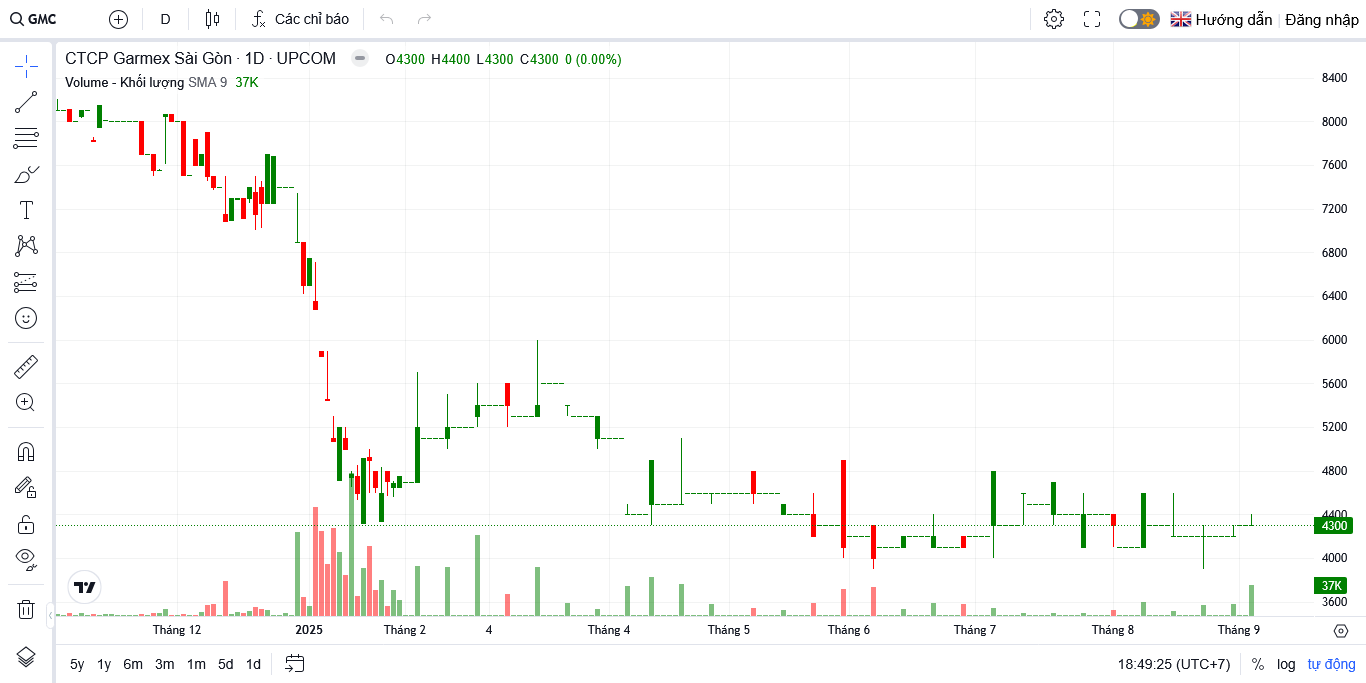 GMC D Các chỉ báo Hướng dẫn Đăng nhập
CTCP Garmex Sài Gòn · 1D · UPCOM O4300 H4400 L4300 C4300 0 (0.00%)
Volume - Khối lượng SMA 9 37K
8400
8000
7600
7200
6800
6400
6000
5600
5200
4800
4400
4300
4000
37K
3600
Tháng 12 2025 Tháng 2 4 Tháng 4 Tháng 5 Tháng 6 Tháng 7 Tháng 8 Tháng 9
5y 1y 6m 3m 1m 5d 1d 18:49:25 (UTC+7) % log tự động